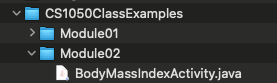 CS1050ClassExamples
Module01
Module02
BodyMassIndexActivity.java